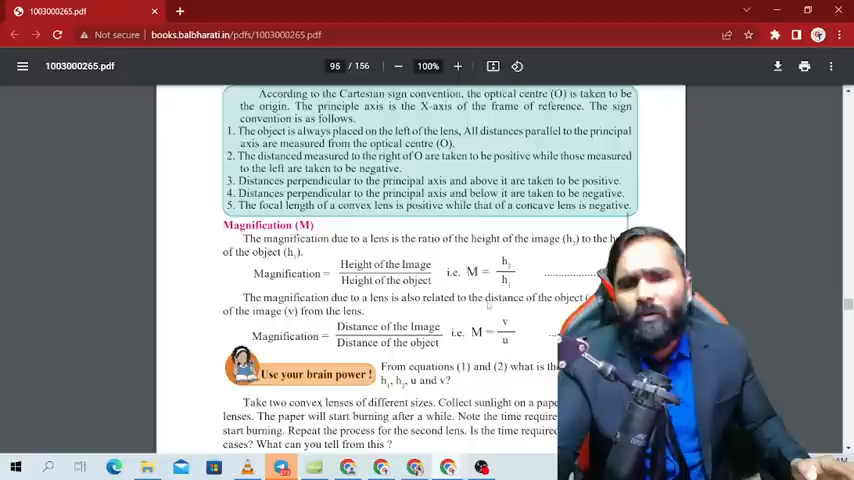 1003000265.pdf
Not secure | books.balbharati.in/pdfs/1003000265.pdf
1003000265.pdf
95 / 156
100%
According to the Cartesian sign convention, the optical centre (O) is taken to be
the origin. The principle axis is the X-axis of the frame of reference. The sign
convention is as follows.
1. The object is always placed on the left of the lens, All distances parallel to the principal
axis are measured from the optical centre (O).
2. The distanced measured to the right of O are taken to be positive while those measured
to the left are taken to be negative.
3. Distances perpendicular to the principal axis and above it are taken to be positive.
4. Distances perpendicular to the principal axis and below it are taken to be negative.
5. The focal length of a convex lens is positive while that of a concave lens is negative.
Magnification (M)
The magnification due to a lens is the ratio of the height of the image (h₂) to the
of the object (h₁).
Magnification = Height of the Image / Height of the object i.e. M = h₂ / h₁ ..............
The magnification due to a lens is also related to the distance of the object
of the image (v) from the lens.
Magnification = Distance of the Image / Distance of the object i.e. M = v / u ..
Use your brain power !
From equations (1) and (2) what is the
h₁, h₂, u and v?
Take two convex lenses of different sizes. Collect sunlight on a paper
lenses. The paper will start burning after a while. Note the time required
start burning. Repeat the process for the second lens. Is the time required
cases? What can you tell from this ?